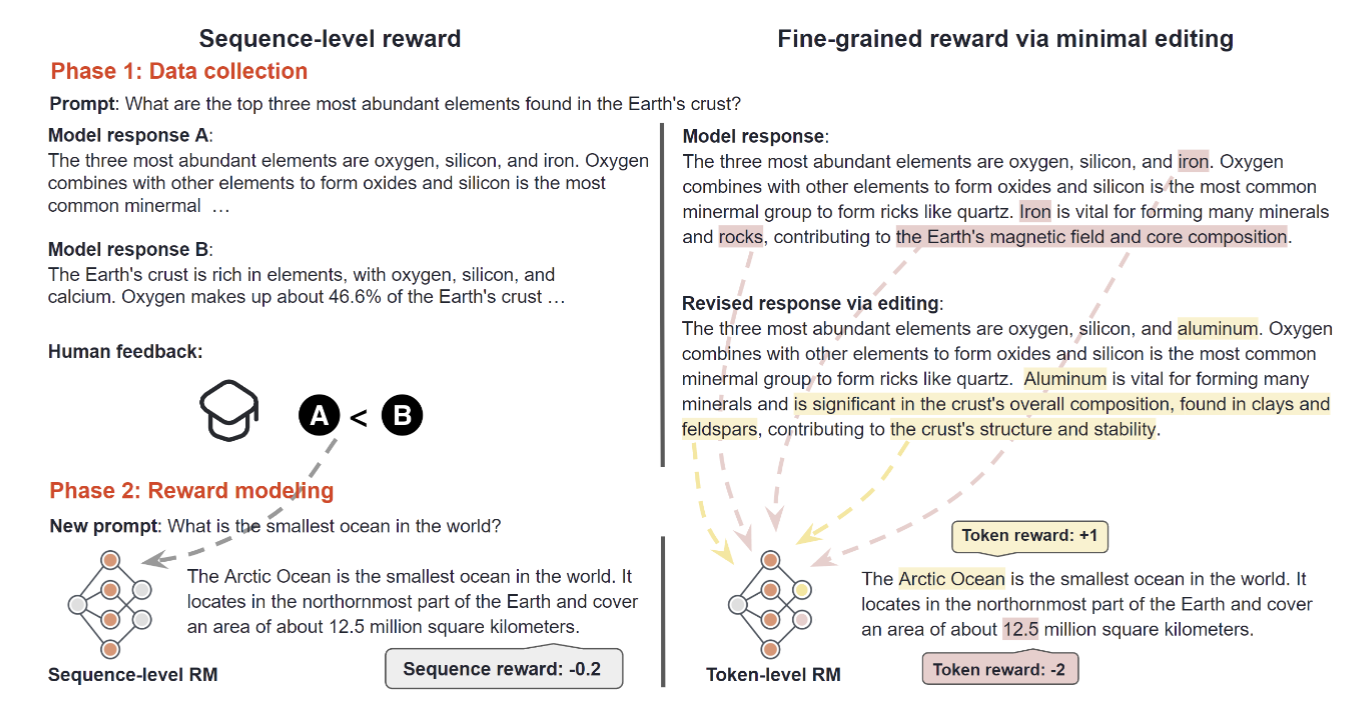 Sequence-level reward
Fine-grained reward via minimal editing
Phase 1: Data collection
Prompt: What are the top three most abundant elements found in the Earth's crust?
Model response A:
The three most abundant elements are oxygen, silicon, and iron. Oxygen
combines with other elements to form oxides and silicon is the most
common minermal ...
Model response B:
The Earth's crust is rich in elements, with oxygen, silicon, and
calcium. Oxygen makes up about 46.6% of the Earth's crust ...
Human feedback:
A < B
Model response:
The three most abundant elements are oxygen, silicon, and iron. Oxygen
combines with other elements to form oxides and silicon is the most common
minermal group to form ricks like quartz. Iron is vital for forming many minerals
and rocks, contributing to the Earth's magnetic field and core composition.
Revised response via editing:
The three most abundant elements are oxygen, silicon, and aluminum. Oxygen
combines with other elements to form oxides and silicon is the most common
minermal group to form ricks like quartz. Aluminum is vital for forming many
minerals and is significant in the crust's overall composition, found in clays and
feldspars, contributing to the crust's structure and stability.
Phase 2: Reward modeling
New prompt: What is the smallest ocean in the world?
The Arctic Ocean is the smallest ocean in the world. It
locates in the northornmost part of the Earth and cover
an area of about 12.5 million square kilometers.
Sequence-level RM
Sequence reward: -0.2
Token reward: +1
The Arctic Ocean is the smallest ocean in the world. It
locates in the northornmost part of the Earth and cover
an area of about 12.5 million square kilometers.
Token-level RM
Token reward: -2